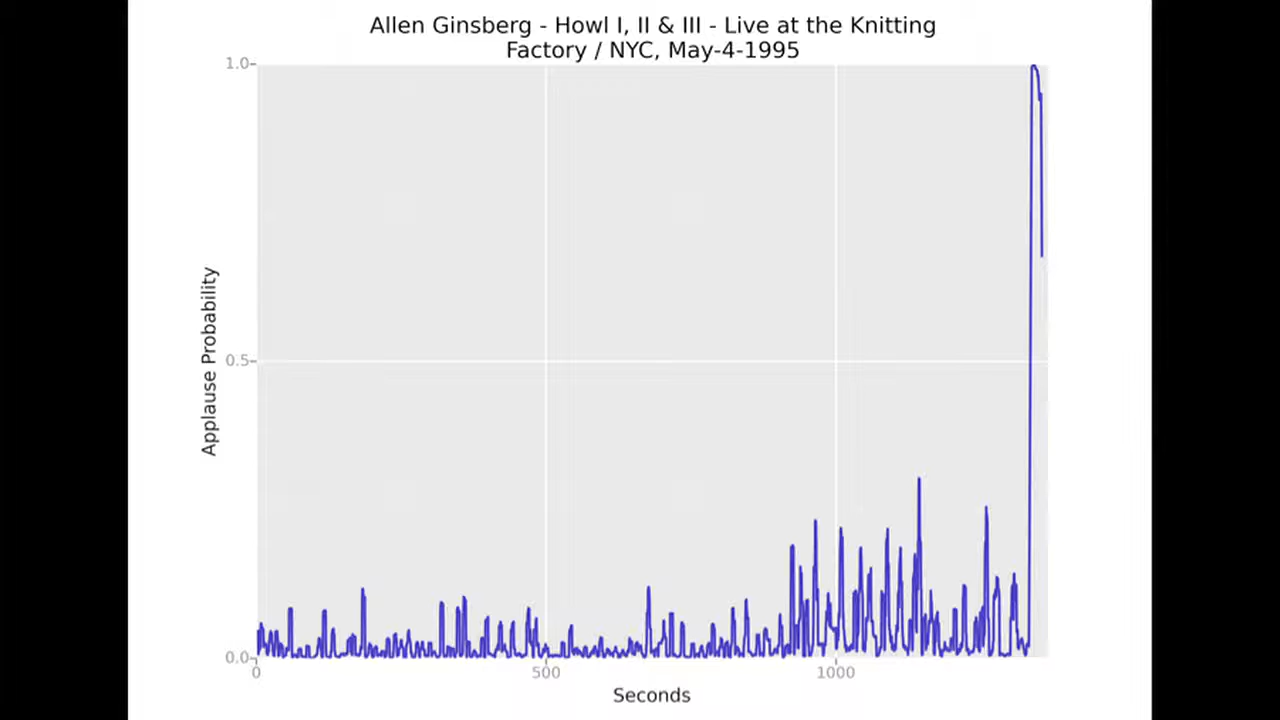 Allen Ginsberg - Howl I, II & III - Live at the Knitting
Factory / NYC, May-4-1995
1.0
0.5
0.0
Applause Probability
0
500
1000
Seconds